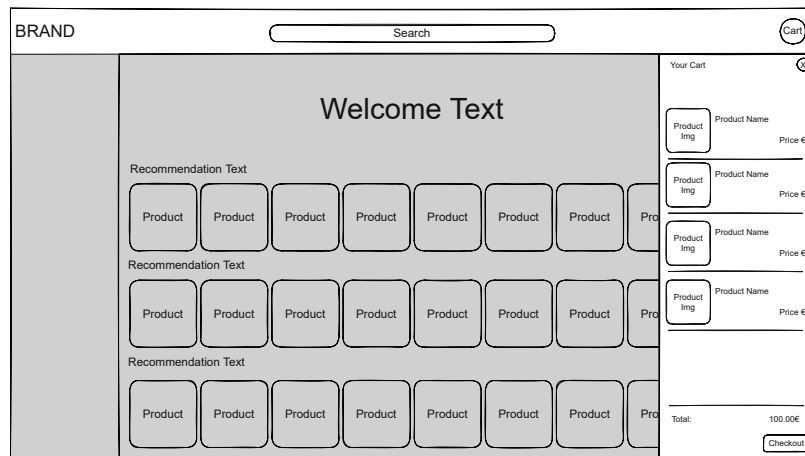 BRAND
Search
Cart
Your Cart
X
Welcome Text
Recommendation Text
Product
Product
Product
Product
Product
Product
Product
Pro
Recommendation Text
Product
Product
Product
Product
Product
Product
Product
Pro
Recommendation Text
Product
Product
Product
Product
Product
Product
Product
Pro
Product
Img
Product Name
Price €
Product
Img
Product Name
Price €
Product
Img
Product Name
Price €
Product
Img
Product Name
Price €
Total:
100.00€
Checkout